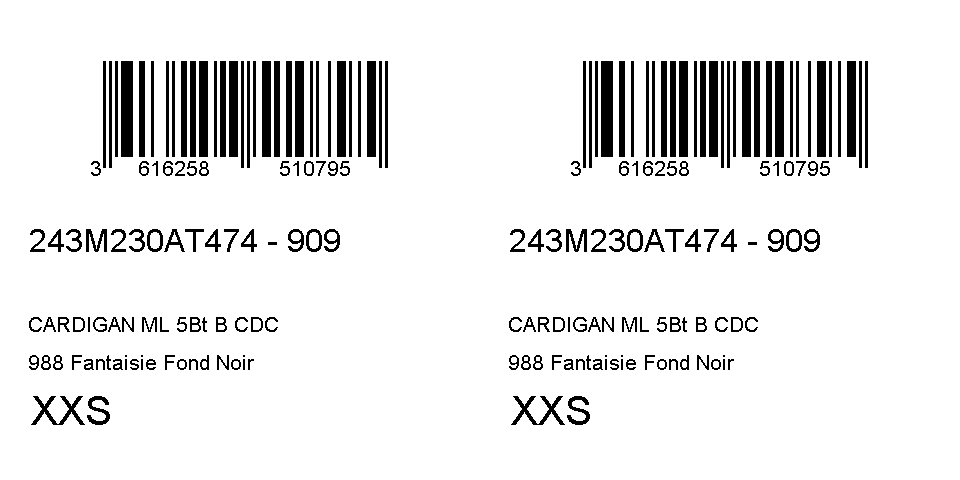 3 616258 510795
243M230AT474 - 909
CARDIGAN ML 5Bt B CDC
988 Fantaisie Fond Noir
XXS
3 616258 510795
243M230AT474 - 909
CARDIGAN ML 5Bt B CDC
988 Fantaisie Fond Noir
XXS